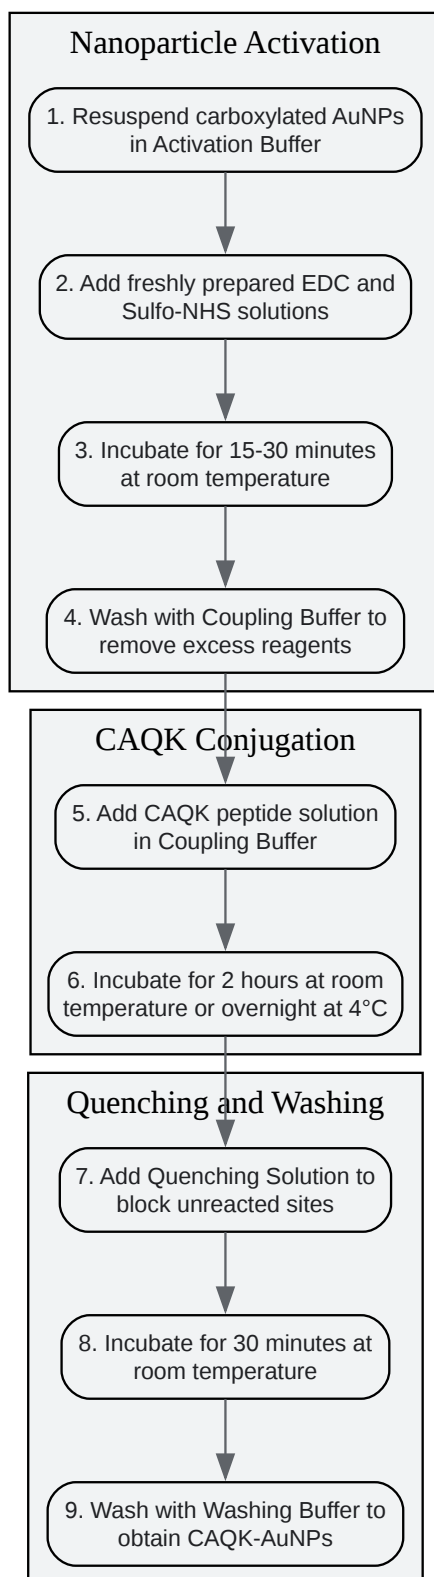 Nanoparticle Activation
1. Resuspend carboxylated AuNPs
in Activation Buffer
2. Add freshly prepared EDC and
Sulfo-NHS solutions
3. Incubate for 15-30 minutes
at room temperature
4. Wash with Coupling Buffer to
remove excess reagents
CAQK Conjugation
5. Add CAQK peptide solution
in Coupling Buffer
6. Incubate for 2 hours at room
temperature or overnight at 4°C
Quenching and Washing
7. Add Quenching Solution to
block unreacted sites
8. Incubate for 30 minutes at
room temperature
9. Wash with Washing Buffer to
obtain CAQK-AuNPs